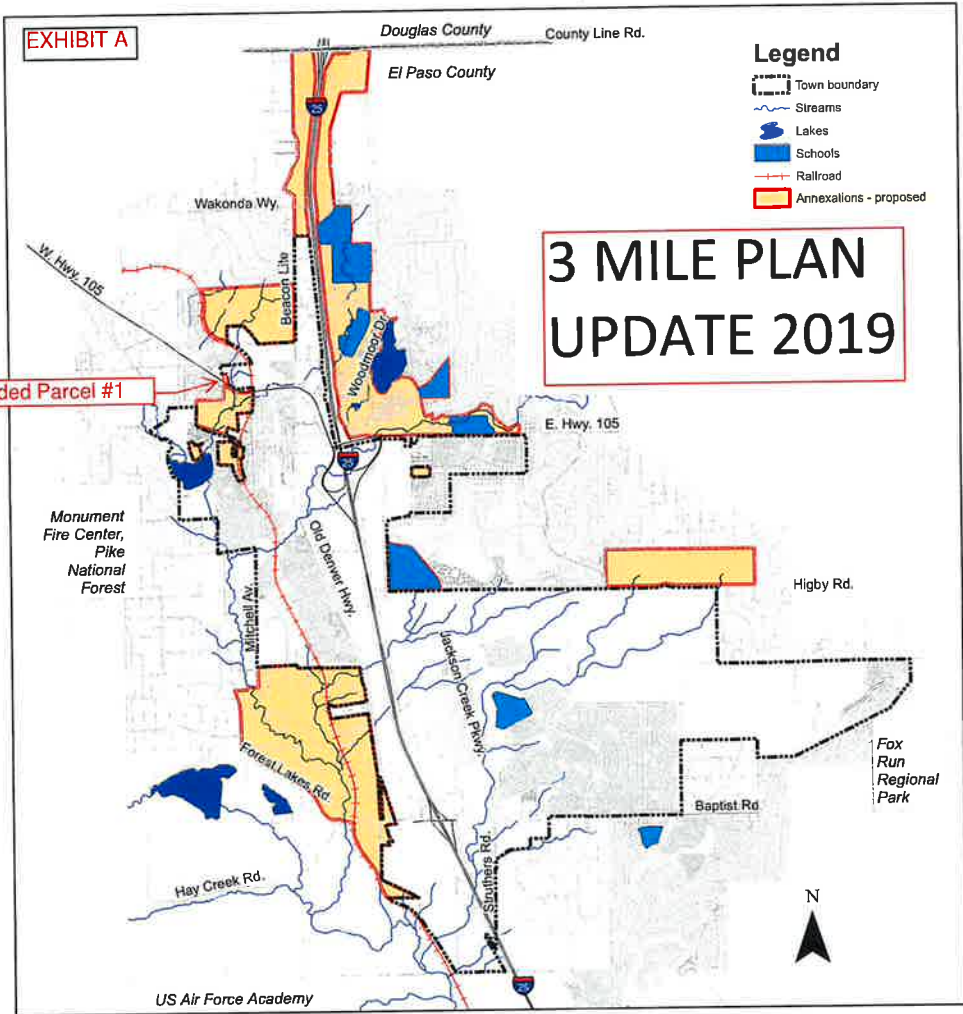 EXHIBIT A
Douglas County
County Line Rd.
El Paso County
25
Legend
Town boundary
Streams
Lakes
Schools
Railroad
Annexations - proposed
3 MILE PLAN
UPDATE 2019
Wakonda Wy.
W. Hwy. 105
Beacon Lite
Woodmoor Dr.
ded Parcel #1
E. Hwy. 105
25
Monument
Fire Center,
Pike
National
Forest
Old Denver Hwy.
Mitchell Av.
Higby Rd.
Jackson Creek Pkwy.
Forest Lakes Rd.
Fox
Run
Regional
Park
Baptist Rd
Struthers Rd.
Hay Creek Rd.
N
25
US Air Force Academy